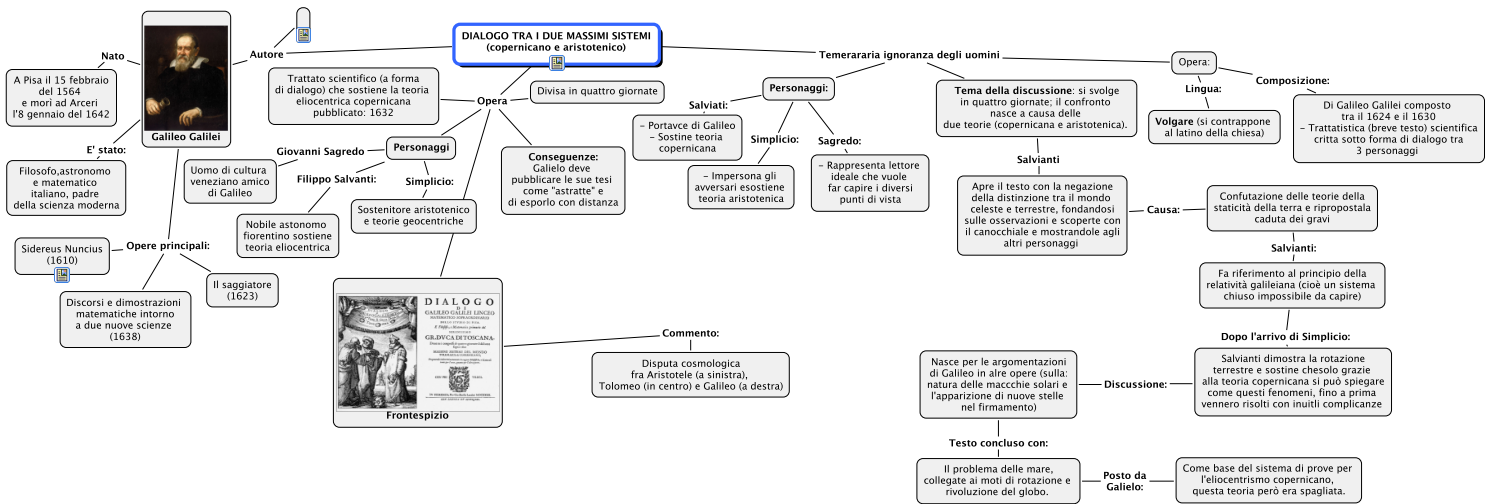 DIALOGO TRA I DUE MASSIMI SISTEMI
(copernicano e aristotenico)
Autore
Galileo Galilei
Nato
A Pisa il 15 febbraio
del 1564
e morì ad Arceri
l'8 gennaio del 1642
E' stato:
Filosofo,astronomo
e matematico
italiano, padre
della scienza moderna
Opere principali:
Sidereus Nuncius
(1610)
Discorsi e dimostrazioni
matematiche intorno
a due nuove scienze
(1638)
Il saggiatore
(1623)
Opera
Trattato scientifico (a forma
di dialogo) che sostiene la teoria
eliocentrica copernicana
pubblicato: 1632
Divisa in quattro giornate
Personaggi
Giovanni Sagredo
Uomo di cultura
veneziano amico
di Galileo
Filippo Salvanti:
Nobile astonomo
fiorentino sostiene
teoria eliocentrica
Simplicio:
Sostenitore aristotenico
e teorie geocentriche
Conseguenze:
Galielo deve
pubblicare le sue tesi
come "astratte" e
di esporlo con distanza
DIALOGO
DI
GALILEO GALILEI LINCEO
GR.DVCA DI TOSCANA
Frontespizio
Commento:
Disputa cosmologica
fra Aristotele (a sinistra),
Tolomeo (in centro) e Galileo (a destra)
Temerararia ignoranza degli uomini
Personaggi:
Salviati:
– Portavce di Galileo
– Sostine teoria
copernicana
Simplicio:
– Impersona gli
avversari esostiene
teoria aristotenica
Sagredo:
– Rappresenta lettore
ideale che vuole
far capire i diversi
punti di vista
Tema della discussione: si svolge
in quattro giornate; il confronto
nasce a causa delle
due teorie (copernicana e aristotenica).
Salvianti
Apre il testo con la negazione
della distinzione tra il mondo
celeste e terrestre, fondandosi
sulle osservazioni e scoperte con
il canocchiale e mostrandole agli
altri personaggi
Causa:
Confutazione delle teorie della
staticità della terra e ripropostala
caduta dei gravi
Salvianti:
Fa riferimento al principio della
relatività galileiana (cioè un sistema
chiuso impossibile da capire)
Dopo l'arrivo di Simplicio:
Salvianti dimostra la rotazione
terrestre e sostine chesolo grazie
alla teoria copernicana si può spiegare
come questi fenomeni, fino a prima
vennero risolti con inuitli complicanze
Discussione:
Nasce per le argomentazioni
di Galileo in alre opere (sulla:
natura delle maccchie solari e
l'apparizione di nuove stelle
nel firmamento)
Testo concluso con:
Il problema delle mare,
collegate ai moti di rotazione e
rivoluzione del globo.
Posto da
Galielo:
Come base del sistema di prove per
l'eliocentrismo copernicano,
questa teoria però era spagliata.
Opera:
Lingua:
Volgare (si contrappone
al latino della chiesa)
Composizione:
Di Galileo Galilei composto
tra il 1624 e il 1630
– Trattatistica (breve testo) scientifica
critta sotto forma di dialogo tra
3 personaggi